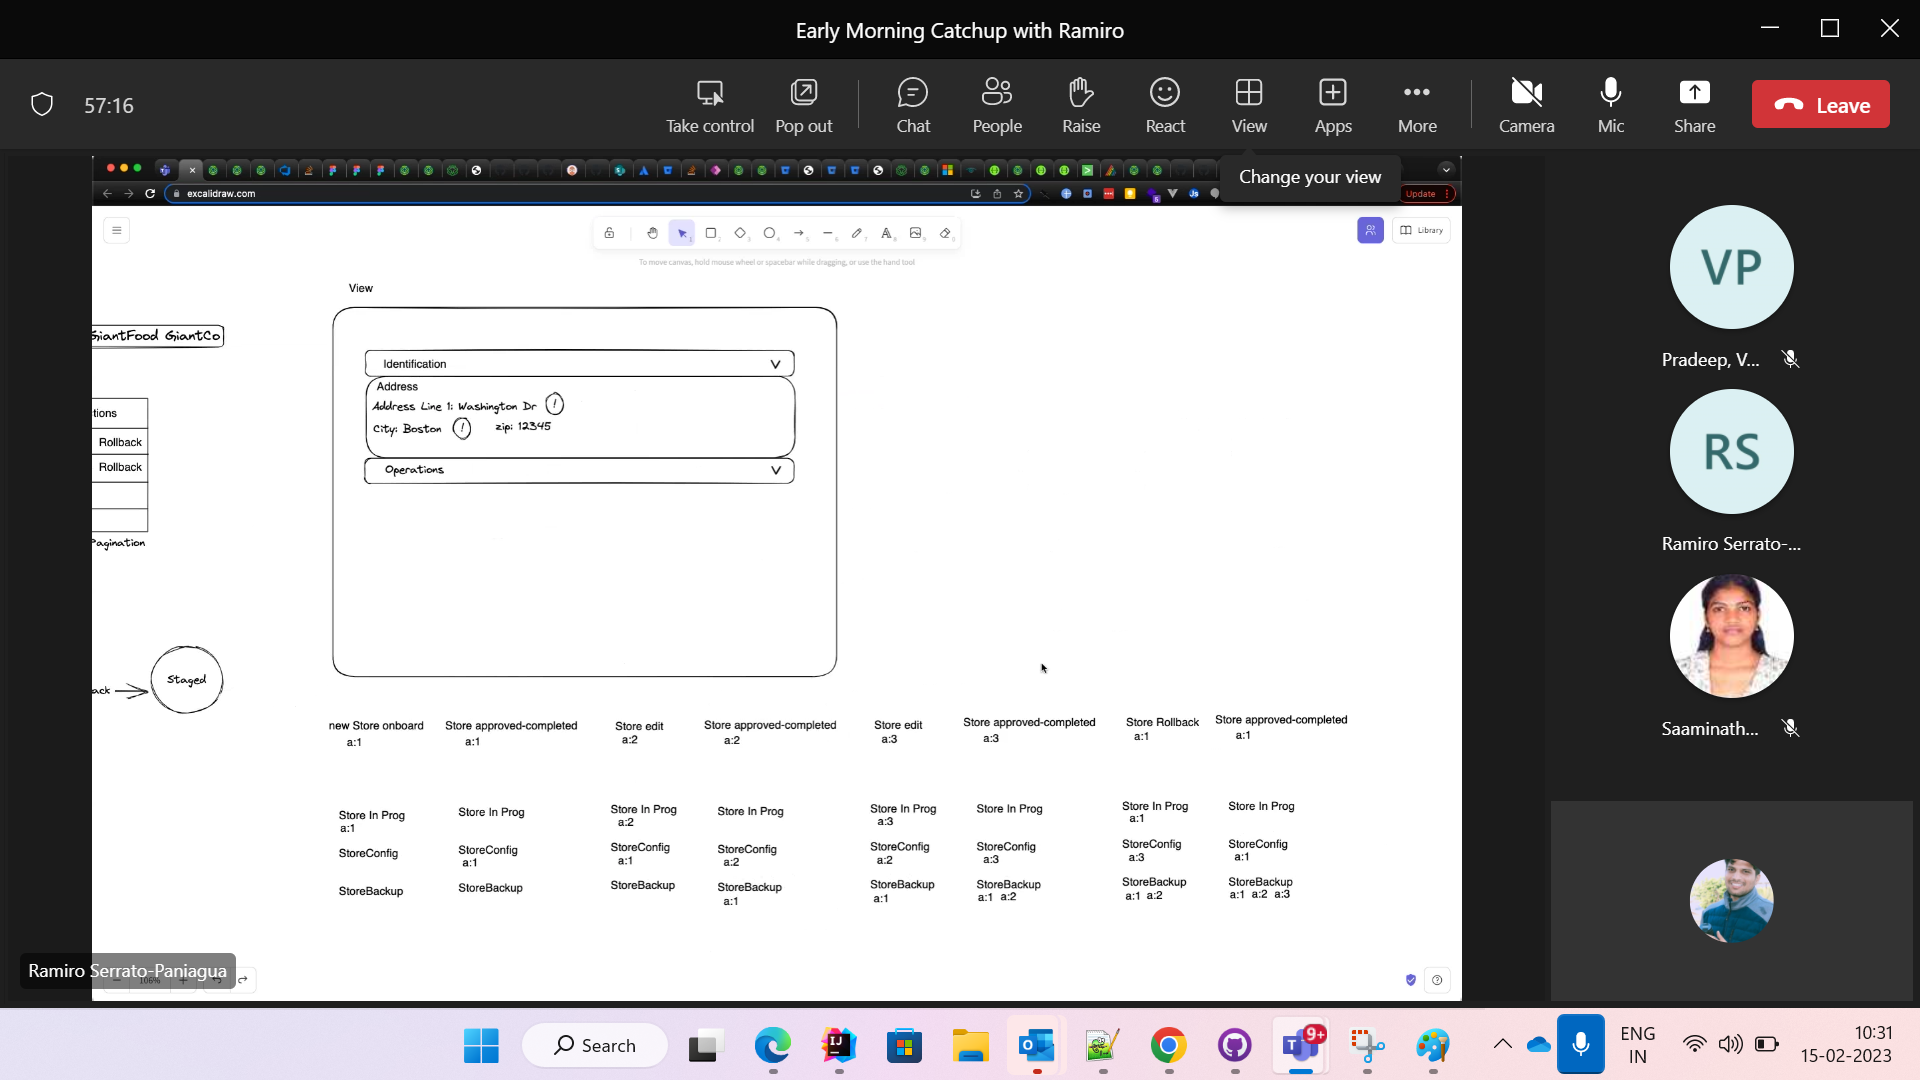 Early Morning Catchup with Ramiro
57:16
Take control
Pop out
Chat
People
Raise
React
View
Apps
More
Camera
Mic
Share
Leave
Change your view
excalidraw.com
Update
Library
To move canvas, hold mouse wheel or spacebar while dragging, or use the hand tool
View
GiantFood GiantCo
Identification
V
Address
Address Line 1: Washington Dr !
City: Boston ! zip: 12345
Operations
V
tions
Rollback
Rollback
Pagination
ack
Staged
new Store onboard
a:1
Store approved-completed
a:1
Store edit
a:2
Store approved-completed
a:2
Store edit
a:3
Store approved-completed
a:3
Store Rollback
a:1
Store approved-completed
a:1
Store In Prog
a:1
StoreConfig
StoreBackup
Store In Prog
StoreConfig
a:1
StoreBackup
Store In Prog
a:2
StoreConfig
a:1
StoreBackup
Store In Prog
StoreConfig
a:2
StoreBackup
a:1
Store In Prog
a:3
StoreConfig
a:2
StoreBackup
a:1
Store In Prog
StoreConfig
a:3
StoreBackup
a:1 a:2
Store In Prog
a:1
StoreConfig
a:3
StoreBackup
a:1 a:2
Store In Prog
StoreConfig
a:1
StoreBackup
a:1 a:2 a:3
Ramiro Serrato-Paniagua
106%
VP
Pradeep, V...
RS
Ramiro Serrato-...
Saaminath...
Search
9+
ENG
IN
10:31
15-02-2023